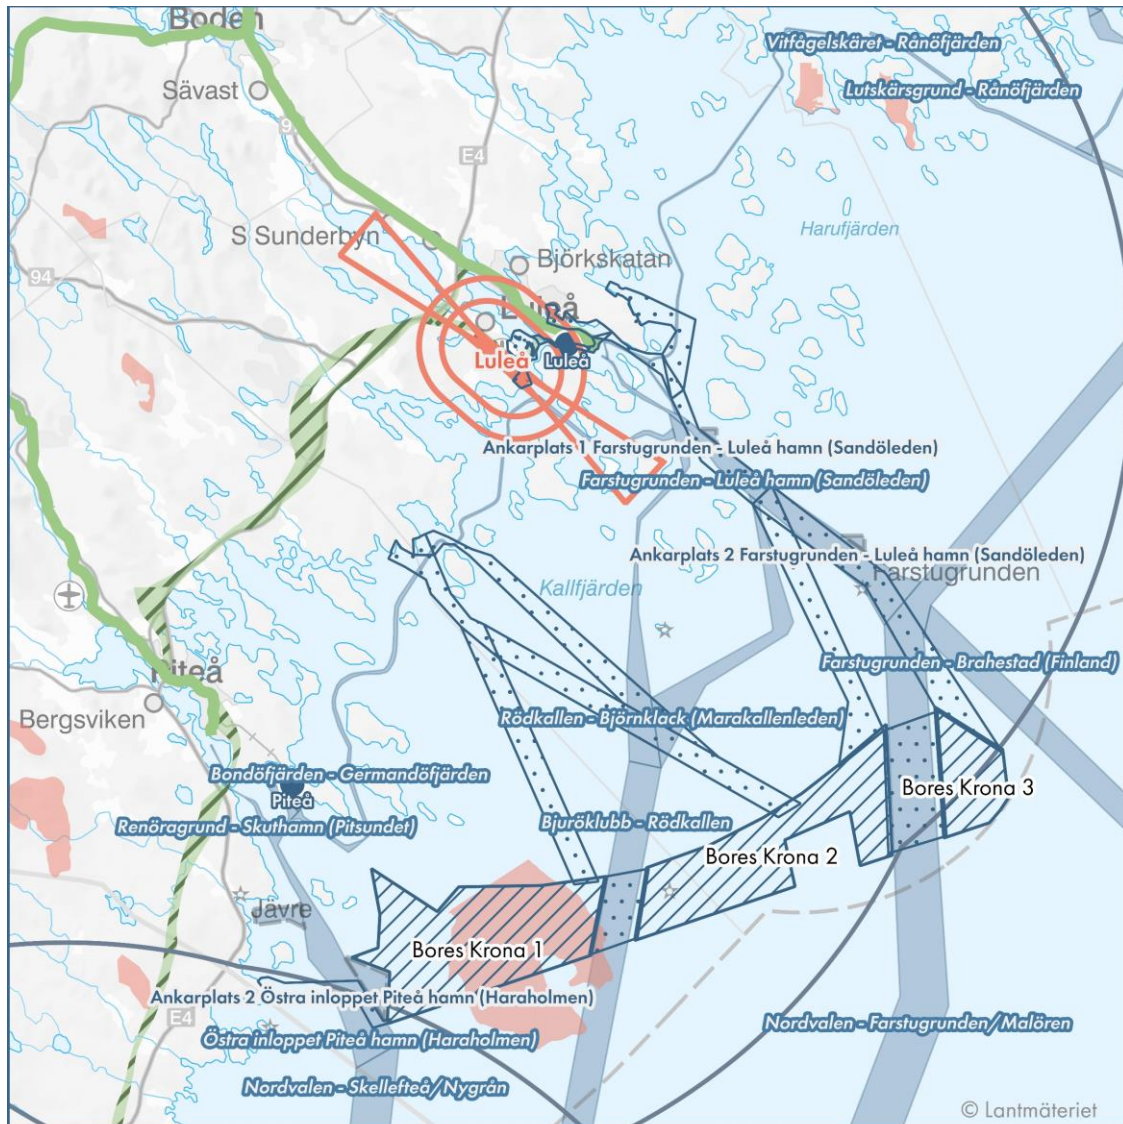 Boden
Vitfågelskäret - Rånöfjärden
Sävast
Lutskärsgrund - Rånöfjärden
9
E4
S Sunderbyn
Harufjärden
Björkskatan
94
Luleå
Luleå
Luleå
Ankarplats 1 Farstugrunden - Luleå hamn (Sandöleden)
Farstugrunden - Luleå hamn (Sandöleden)
Ankarplats 2 Farstugrunden - Luleå hamn (Sandöleden)
Farstugrunden
Kallfjärden
Farstugrunden - Brahestad (Finland)
Piteå
Bergsviken
Rödkallen - Björnklack (Marakallenleden)
Bondöfjärden - Germandöfjärden
Bores Krona 3
Piteå
Renöragrund - Skuthamn (Pitsundet)
Bjuröklubb - Rödkallen
Bores Krona 2
Jävre
Bores Krona 1
Ankarplats 2 Östra inloppet Piteå hamn (Haraholmen)
E4
Östra inloppet Piteå hamn (Haraholmen)
Nordvalen - Farstugrunden/Malören
Nordvalen - Skellefteå/Nygrån
© Lantmäteriet